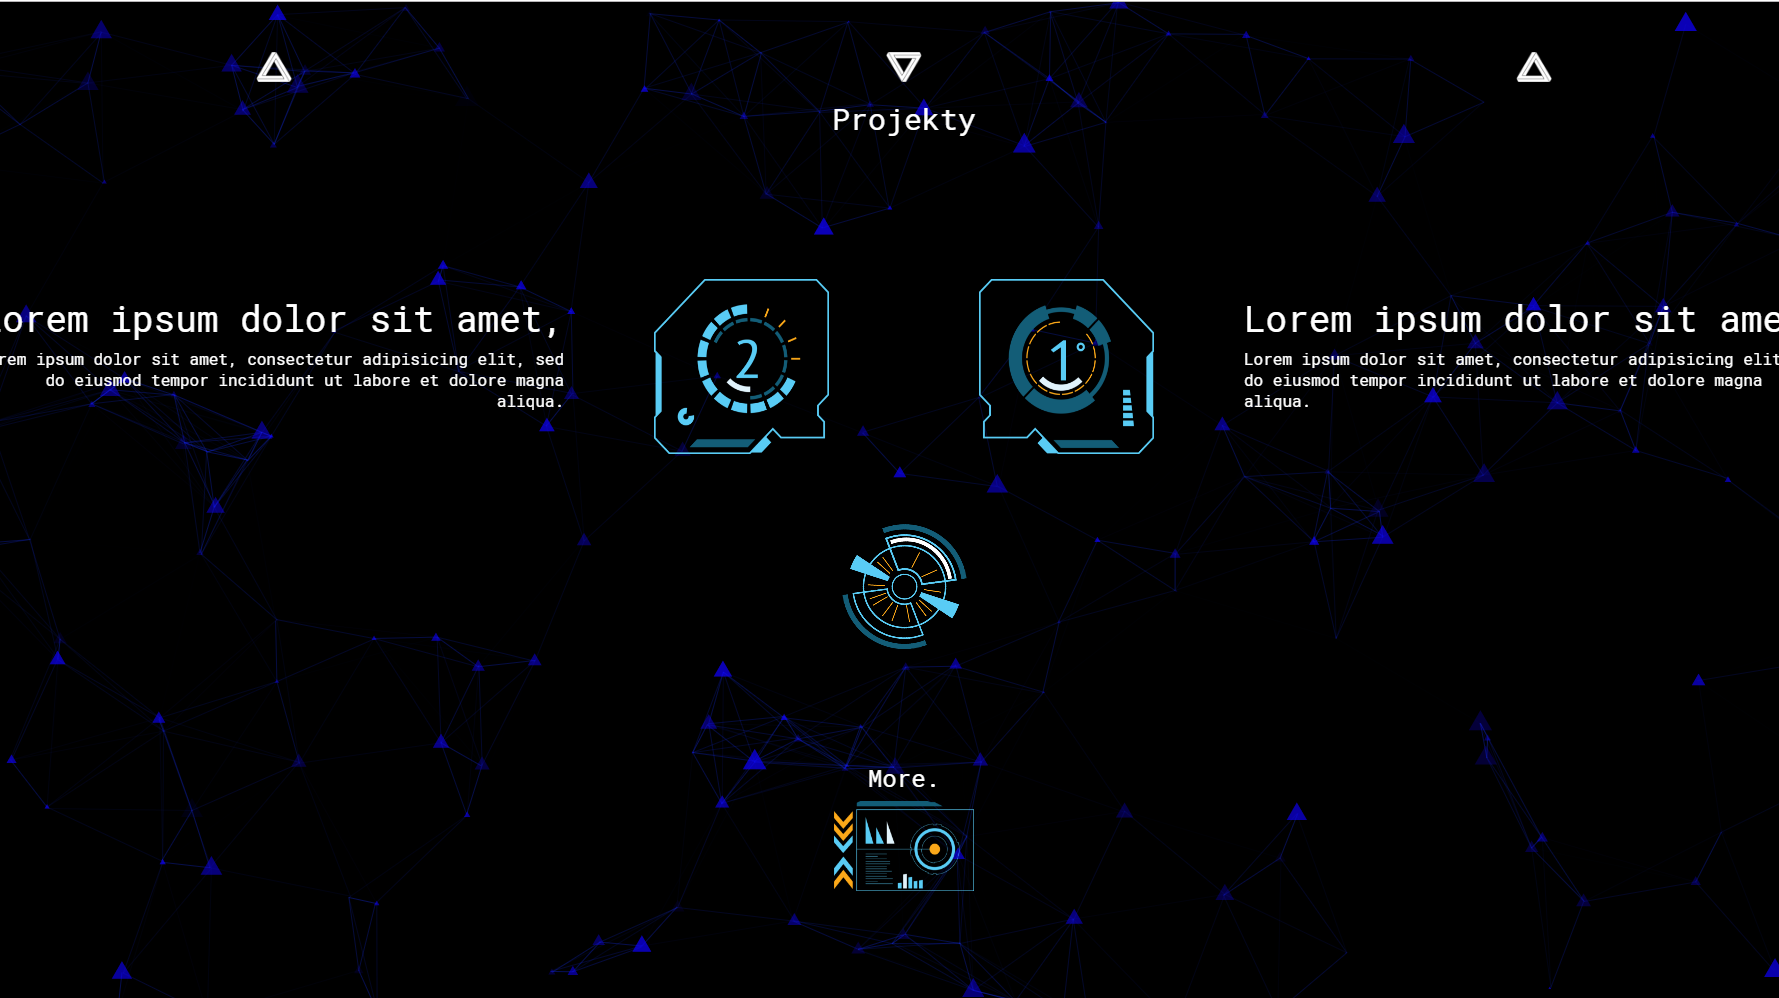 Projekty
orem ipsum dolor sit amet,
rem ipsum dolor sit amet, consectetur adipisicing elit, sed
do eiusmod tempor incididunt ut labore et dolore magna
aliqua.
2
1°
Lorem ipsum dolor sit ame
Lorem ipsum dolor sit amet, consectetur adipisicing elit
do eiusmod tempor incididunt ut labore et dolore magna
aliqua.
More.